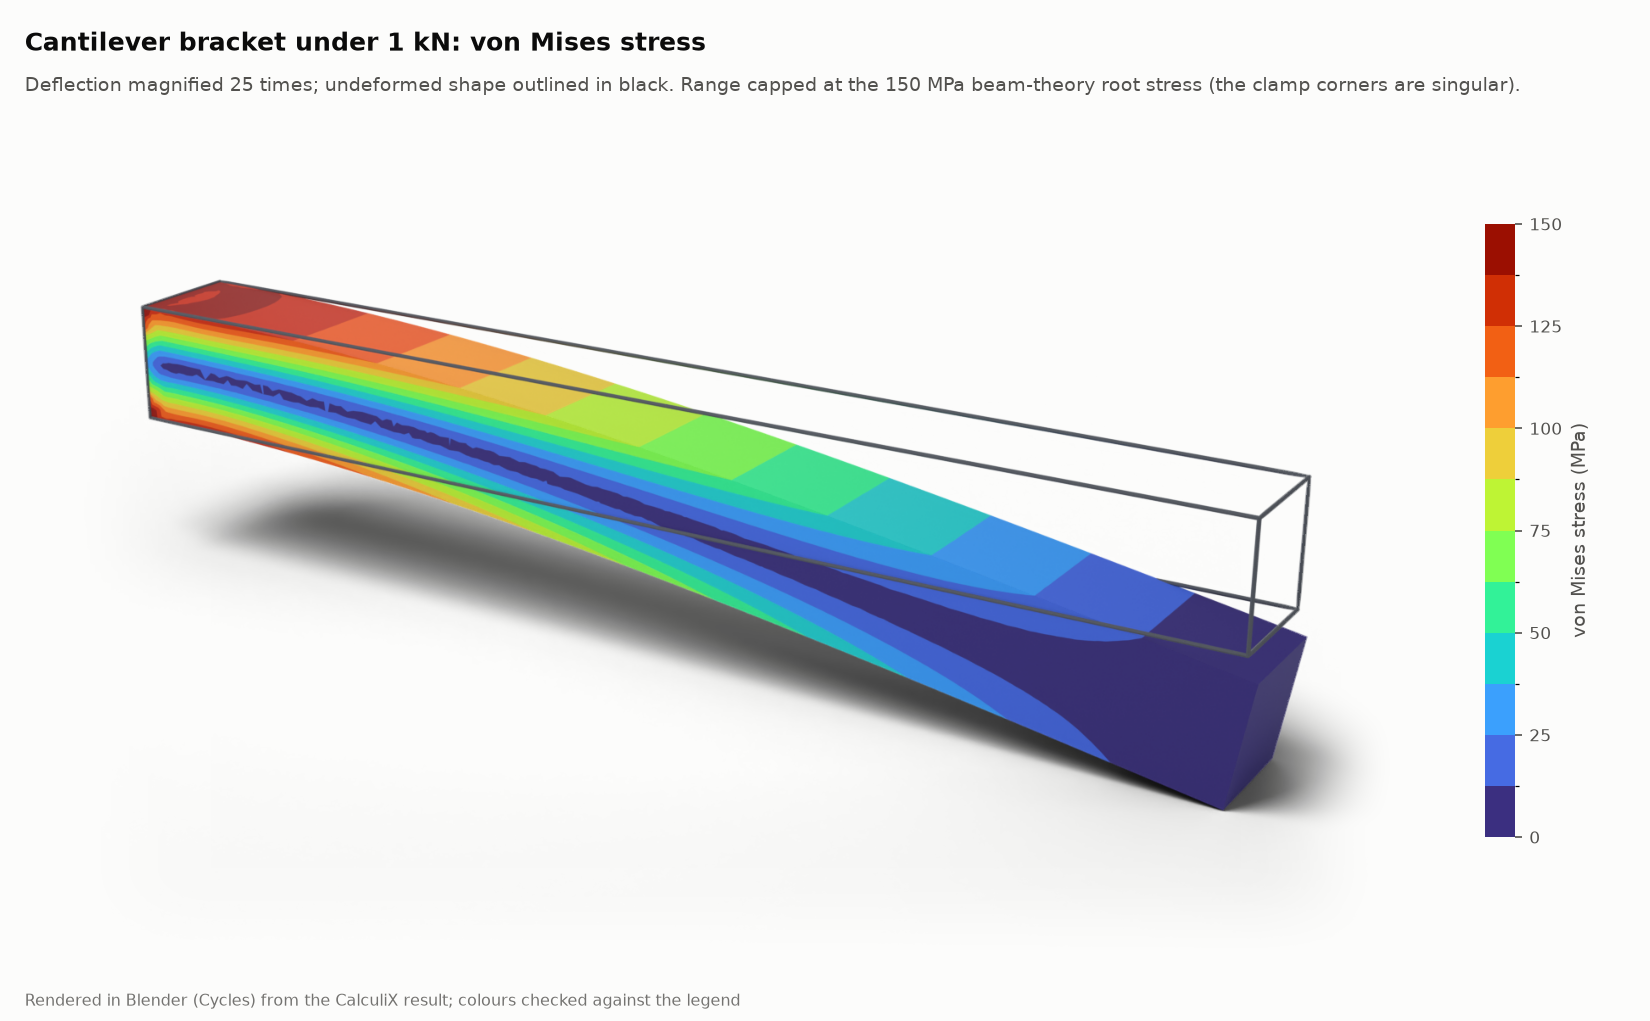 Cantilever bracket under 1 kN: von Mises stress
Deflection magnified 25 times; undeformed shape outlined in black. Range capped at the 150 MPa beam-theory root stress (the clamp corners are singular).
150
125
100
75
50
25
0
von Mises stress (MPa)
Rendered in Blender (Cycles) from the CalculiX result; colours checked against the legend